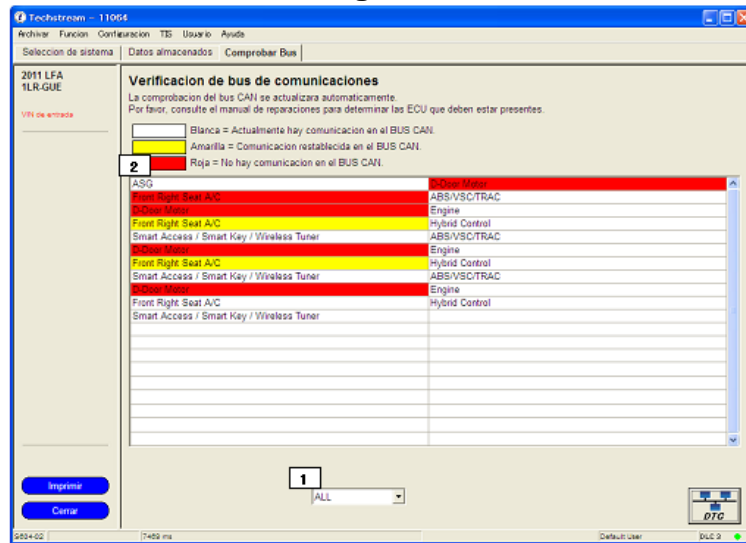 Techstream - 11064
Archivar Funcion Configuracion TIS Usuario Ayuda
Seleccion de sistema Datos almacenados Comprobar Bus
2011 LFA
1LR-GUE
VIN de entrada
Verificacion de bus de comunicaciones
La comprobacion del bus CAN se actualizara automaticamente.
Por favor, consulte el manual de reparaciones para determinar las ECU que deben estar presentes.
Blanca = Actualmente hay comunicacion en el BUS CAN.
Amarilla = Comunicacion restablecida en el BUS CAN.
2 Roja = No hay comunicacion en el BUS CAN.
ASG D-Door Motor
Front Right Seat A/C ABS/VSC/TRAC
D-Door Motor Engine
Front Right Seat A/C Hybrid Control
Smart Access / Smart Key / Wireless Tuner ABS/VSC/TRAC
D-Door Motor Engine
Front Right Seat A/C Hybrid Control
Smart Access / Smart Key / Wireless Tuner ABS/VSC/TRAC
D-Door Motor Engine
Front Right Seat A/C Hybrid Control
Smart Access / Smart Key / Wireless Tuner
1
ALL
Imprimir
Cerrar
DTC
S604-02 7469 ms Default User DLC 3